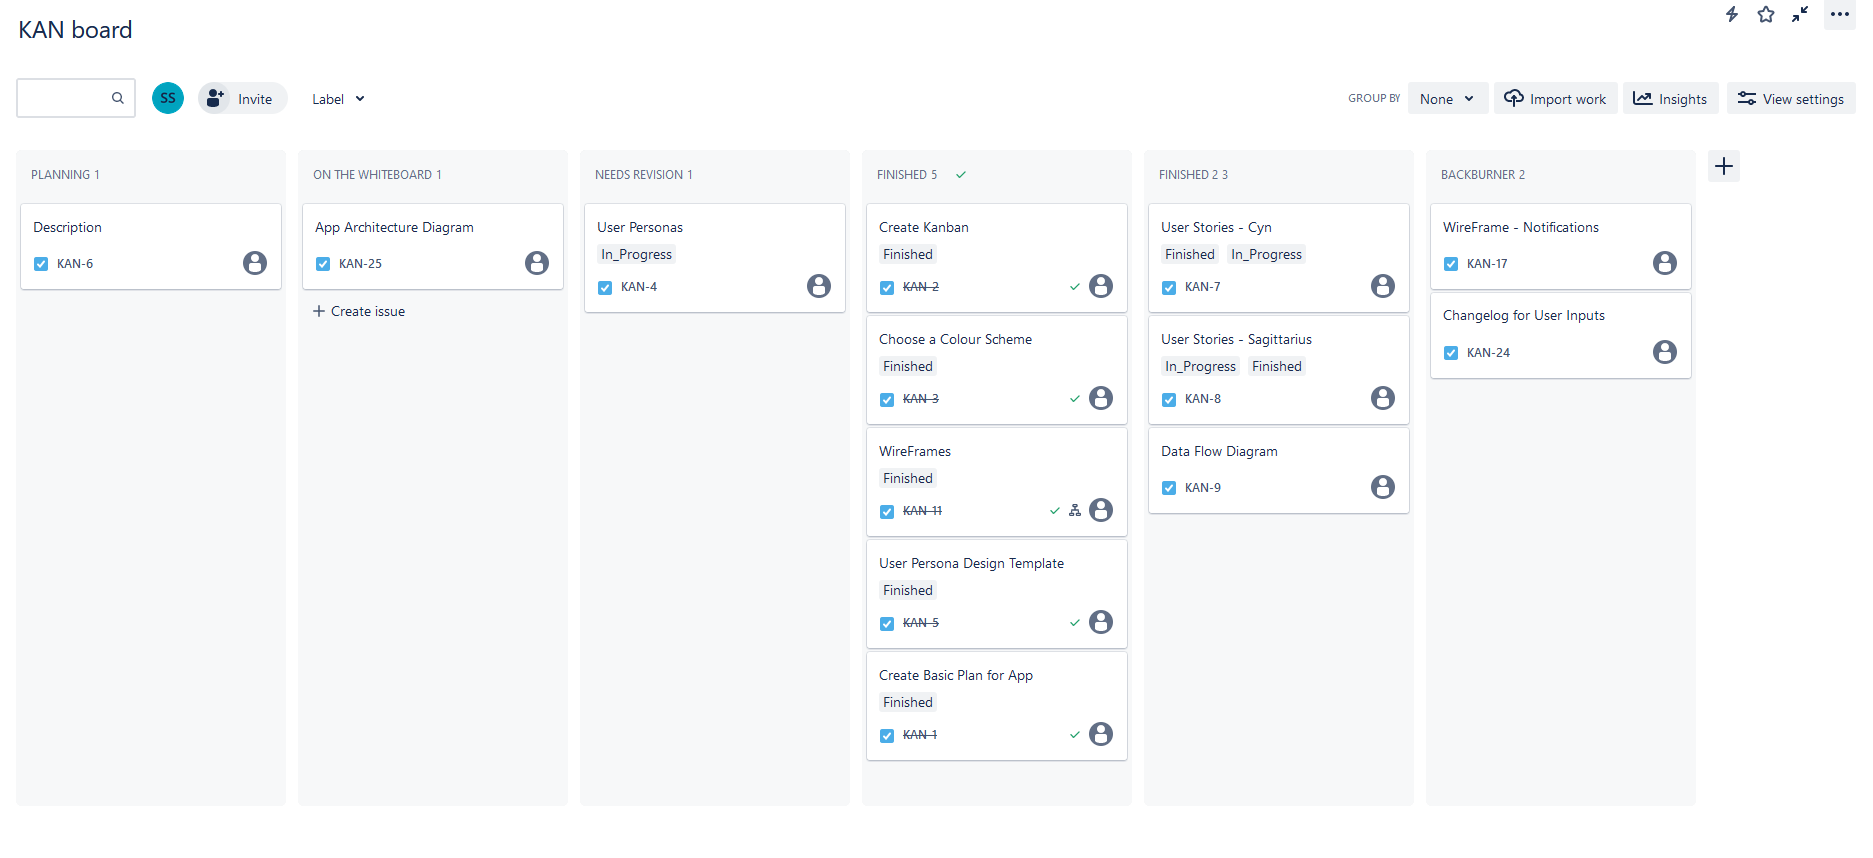 KAN board
SS
Invite
Label
GROUP BY
None
Import work
Insights
View settings
PLANNING 1
Description
KAN-6
ON THE WHITEBOARD 1
App Architecture Diagram
KAN-25
Create issue
NEEDS REVISION 1
User Personas
In_Progress
KAN-4
FINISHED 5
Create Kanban
Finished
KAN-2
Choose a Colour Scheme
Finished
KAN-3
WireFrames
Finished
KAN-11
User Persona Design Template
Finished
KAN-5
Create Basic Plan for App
Finished
KAN-1
FINISHED 2 3
User Stories - Cyn
Finished In_Progress
KAN-7
User Stories - Sagittarius
In_Progress Finished
KAN-8
Data Flow Diagram
KAN-9
BACKBURNER 2
WireFrame - Notifications
KAN-17
Changelog for User Inputs
KAN-24